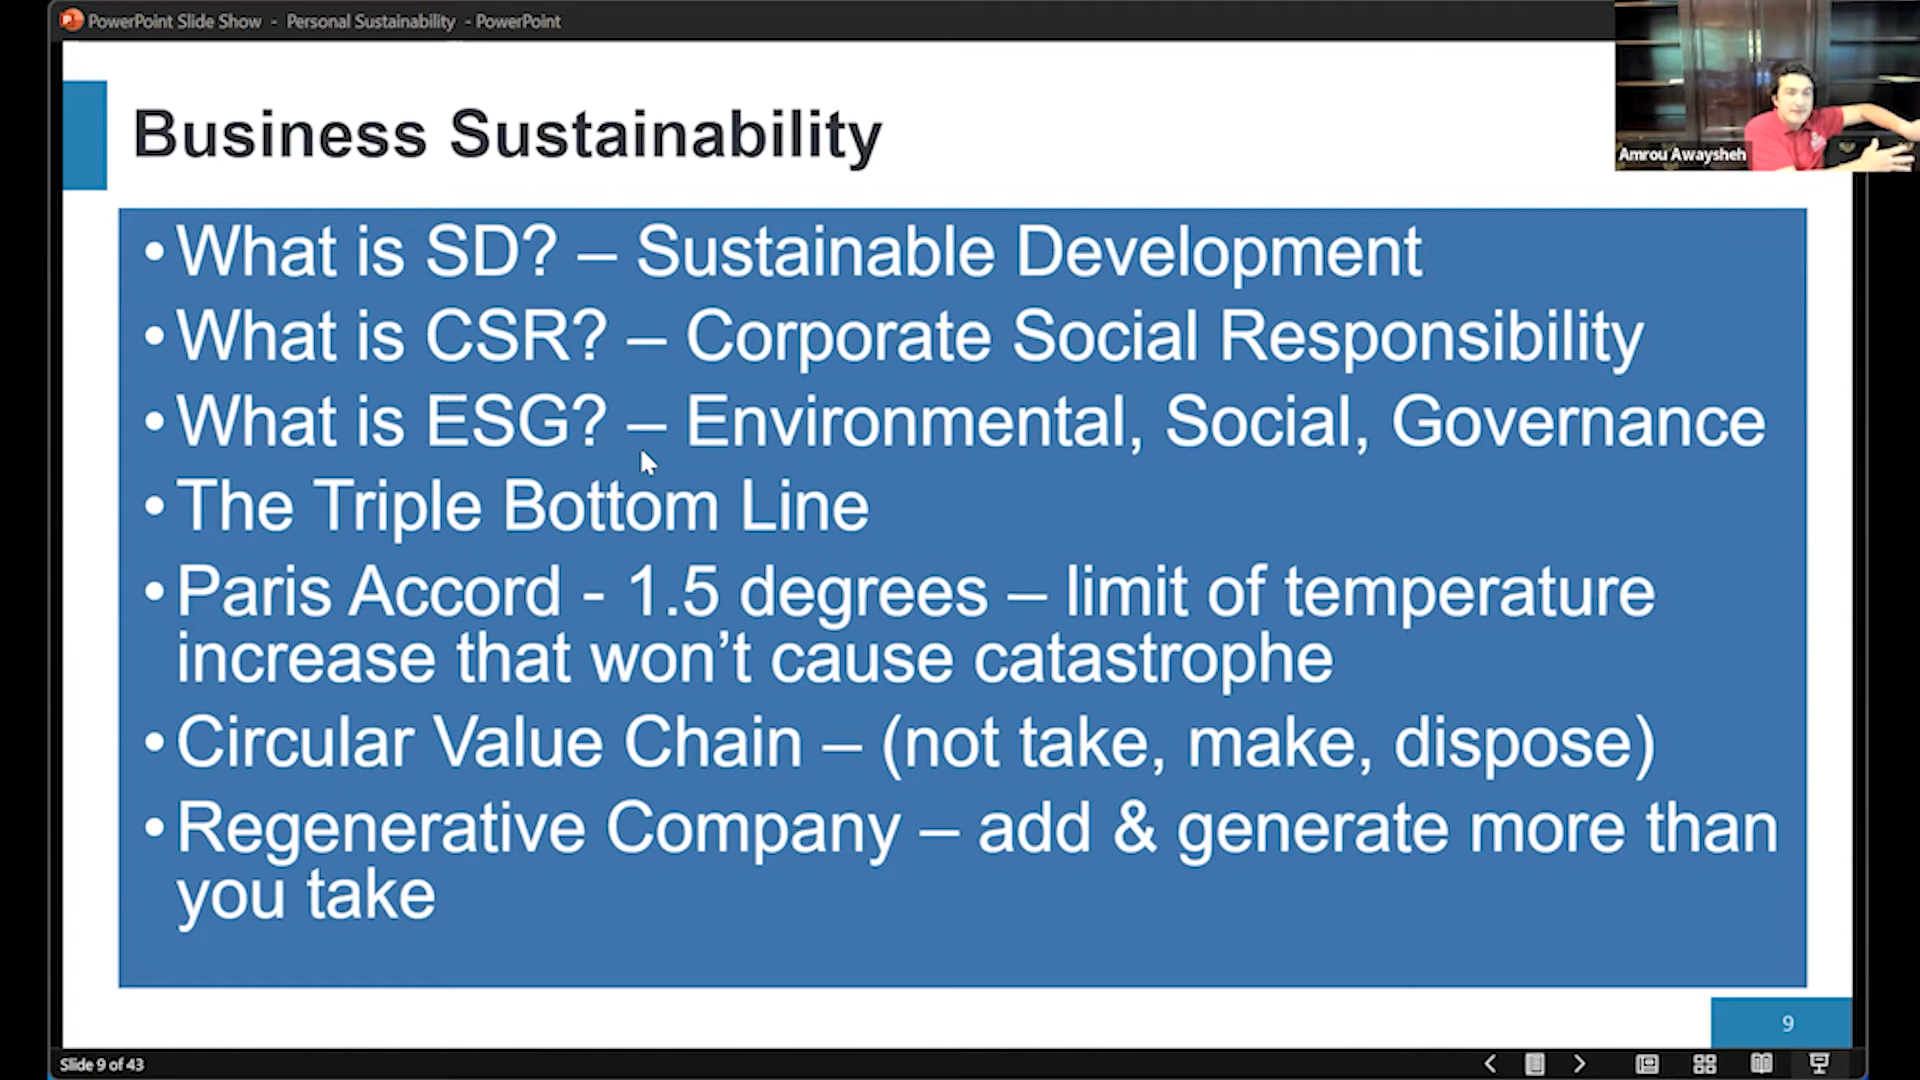 PowerPoint Slide Show - Personal Sustainability - PowerPoint
Amrou Awaysheh
Business Sustainability
• What is SD? – Sustainable Development
• What is CSR? – Corporate Social Responsibility
• What is ESG? – Environmental, Social, Governance
• The Triple Bottom Line
• Paris Accord - 1.5 degrees – limit of temperature
increase that won’t cause catastrophe
• Circular Value Chain – (not take, make, dispose)
• Regenerative Company – add & generate more than
you take
9
Slide 9 of 43